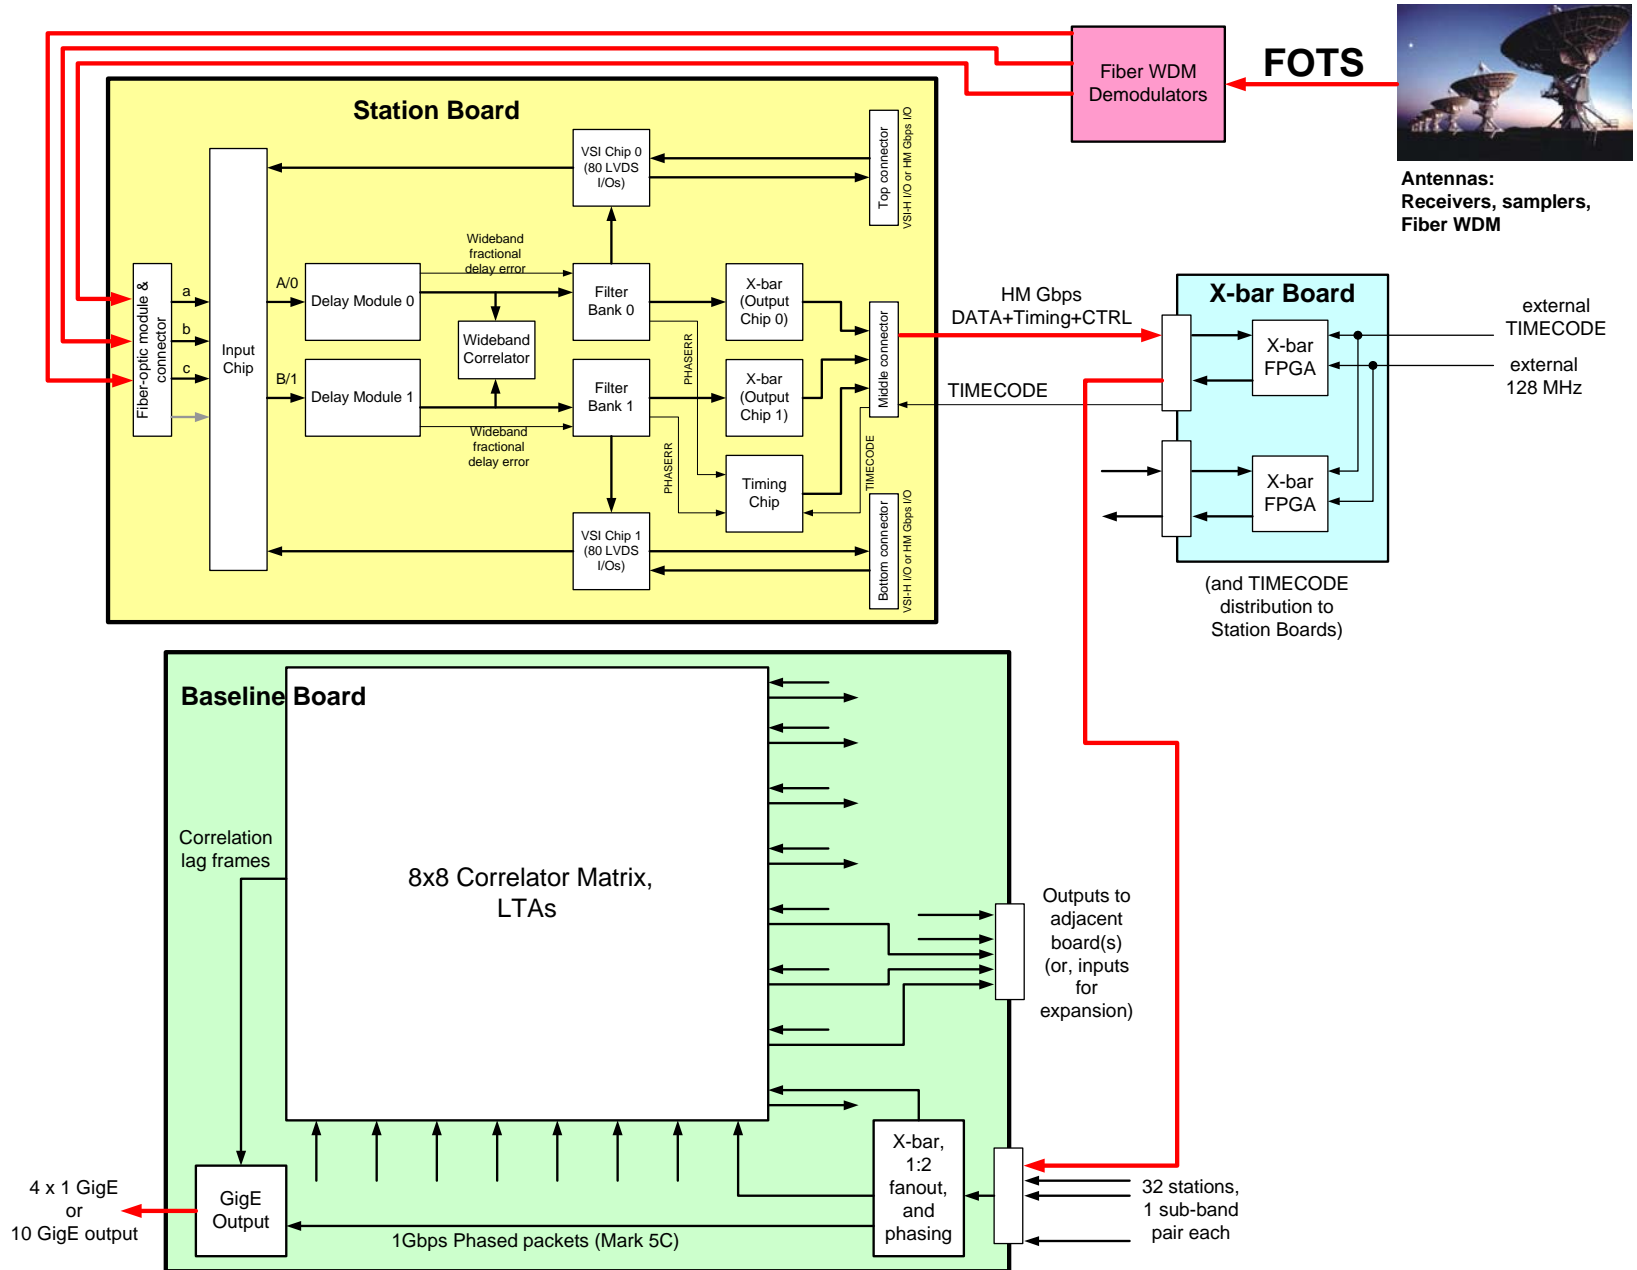 FOTS
Fiber WDM
Demodulators
Antennas:
Receivers, samplers,
Fiber WDM
Station Board
VSI Chip 0
(80 LVDS
I/Os)
Top connector
VSI-H I/O or HM Gbps I/O
Wideband
fractional
delay error
Fiber-optic module &
connector
a
b
c
Input
Chip
A/0
B/1
Delay Module 0
Delay Module 1
Wideband
Correlator
Filter
Bank 0
Filter
Bank 1
Wideband
fractional
delay error
X-bar
(Output
Chip 0)
X-bar
(Output
Chip 1)
PHASERR
PHASERR
Timing
Chip
TIMECODE
Middle connector
VSI Chip 1
(80 LVDS
I/Os)
Bottom connector
VSI-H I/O or HM Gbps I/O
HM Gbps
DATA+Timing+CTRL
TIMECODE
X-bar Board
X-bar
FPGA
X-bar
FPGA
external
TIMECODE
external
128 MHz
(and TIMECODE
distribution to
Station Boards)
Baseline Board
Correlation
lag frames
8x8 Correlator Matrix,
LTAs
Outputs to
adjacent
board(s)
(or, inputs
for
expansion)
X-bar,
1:2
fanout,
and
phasing
32 stations,
1 sub-band
pair each
GigE
Output
4 x 1 GigE
or
10 GigE output
1Gbps Phased packets (Mark 5C)